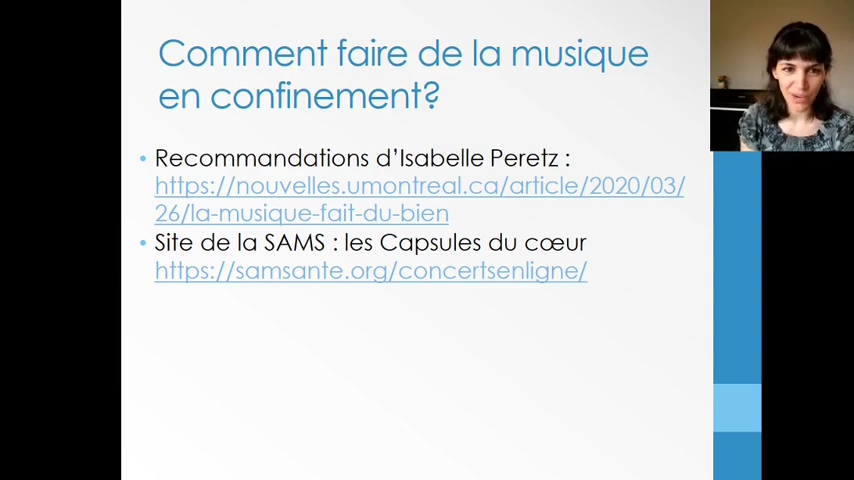 Comment faire de la musique
en confinement?
• Recommandations d'Isabelle Peretz :
https://nouvelles.umontreal.ca/article/2020/03/
26/la-musique-fait-du-bien
• Site de la SAMS : les Capsules du cœur
https://samsante.org/concertsenligne/